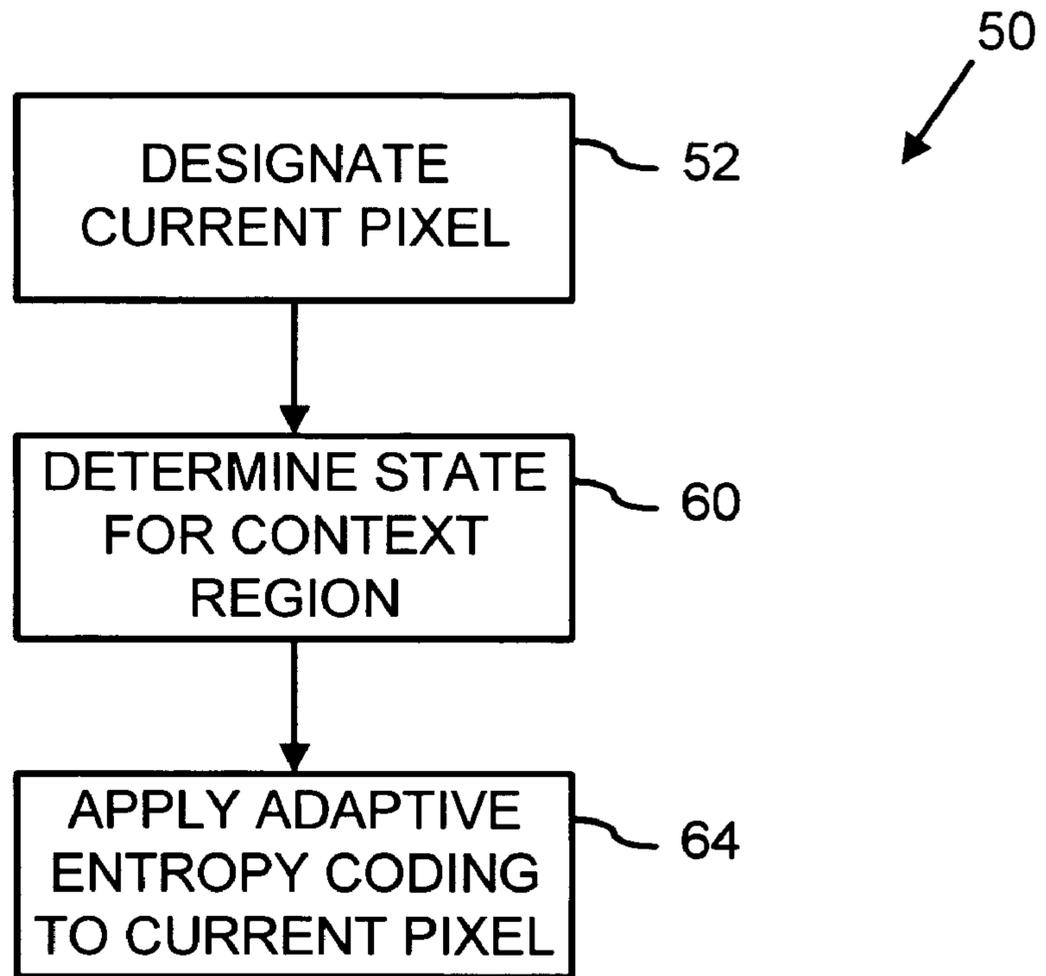 50
DESIGNATE
CURRENT PIXEL
52
DETERMINE STATE
FOR CONTEXT
REGION
60
APPLY ADAPTIVE
ENTROPY CODING
TO CURRENT PIXEL
64